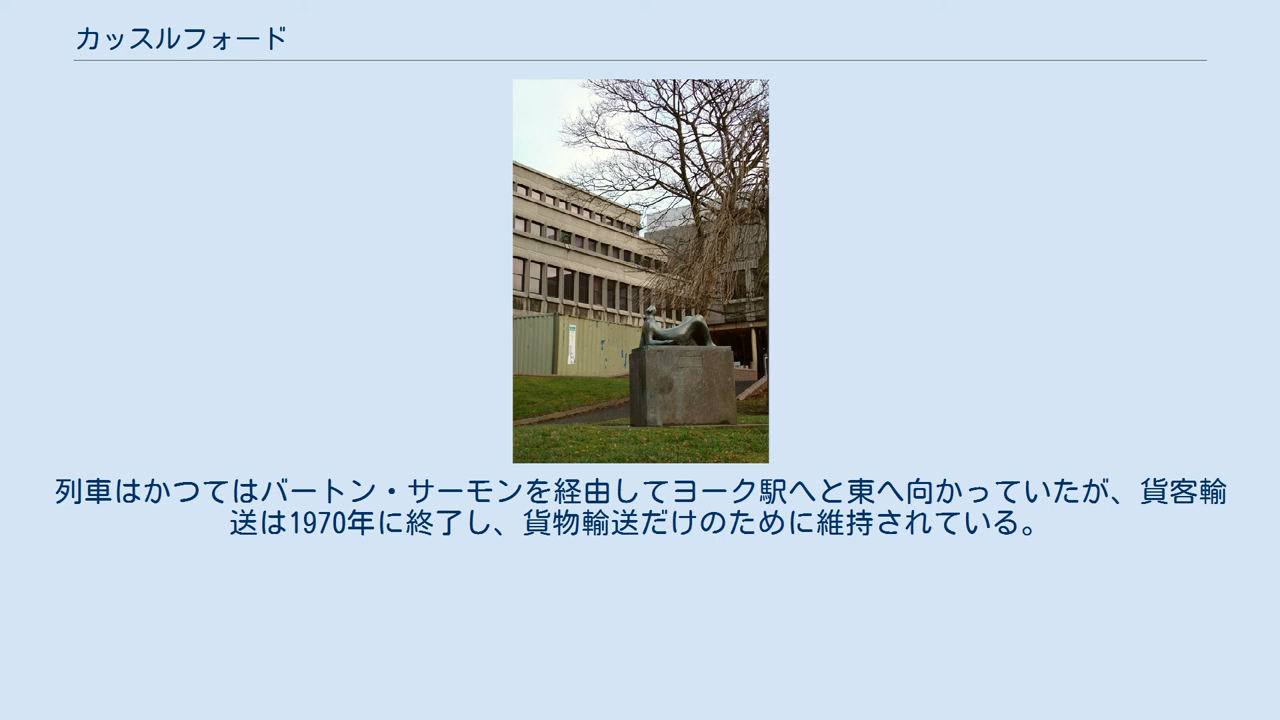 カッスルフォード
列車はかつてはバートン・サーモンを経由してヨーク駅へと東へ向かっていたが、貨客輸
送は1970年に終了し、貨物輸送だけのために維持されている。